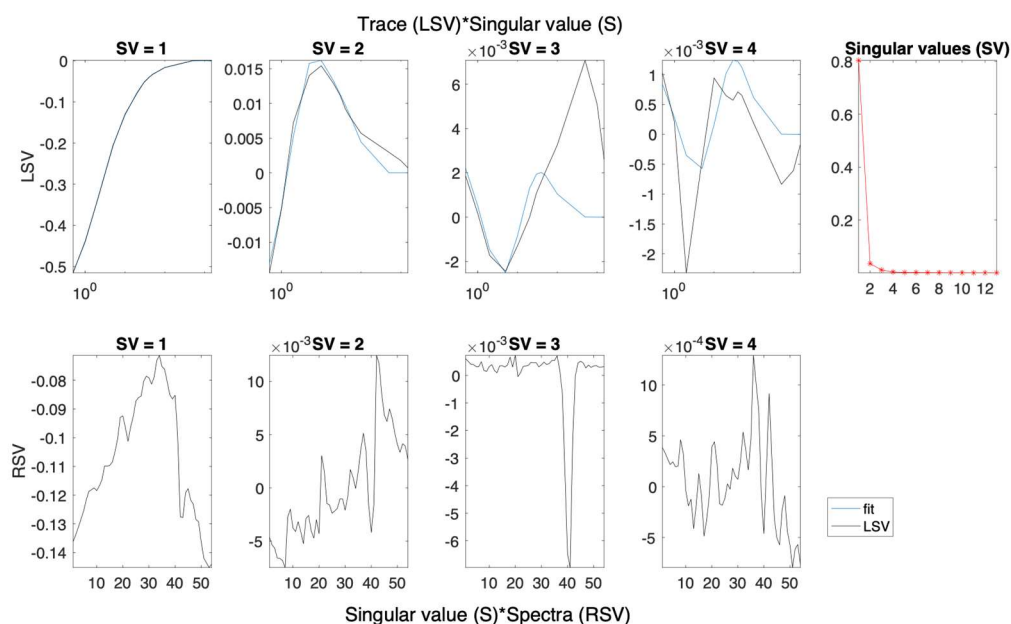 Trace (LSV)*Singular value (S)
SV = 1
SV = 2
×10⁻³ SV = 3
×10⁻³ SV = 4
Singular values (SV)
LSV
0
-0.1
-0.2
-0.3
-0.4
-0.5
10⁰
0.015
0.01
0.005
0
-0.005
-0.01
10⁰
6
4
2
0
-2
10⁰
1
0.5
0
-0.5
-1
-1.5
-2
10⁰
0.8
0.6
0.4
0.2
2 4 6 8 10 12
SV = 1
×10⁻³ SV = 2
×10⁻³ SV = 3
×10⁻⁴ SV = 4
RSV
-0.08
-0.09
-0.1
-0.11
-0.12
-0.13
-0.14
10 20 30 40 50
10
5
0
-5
10 20 30 40 50
0
-1
-2
-3
-4
-5
-6
10 20 30 40 50
10
5
0
-5
10 20 30 40 50
fit
LSV
Singular value (S)*Spectra (RSV)